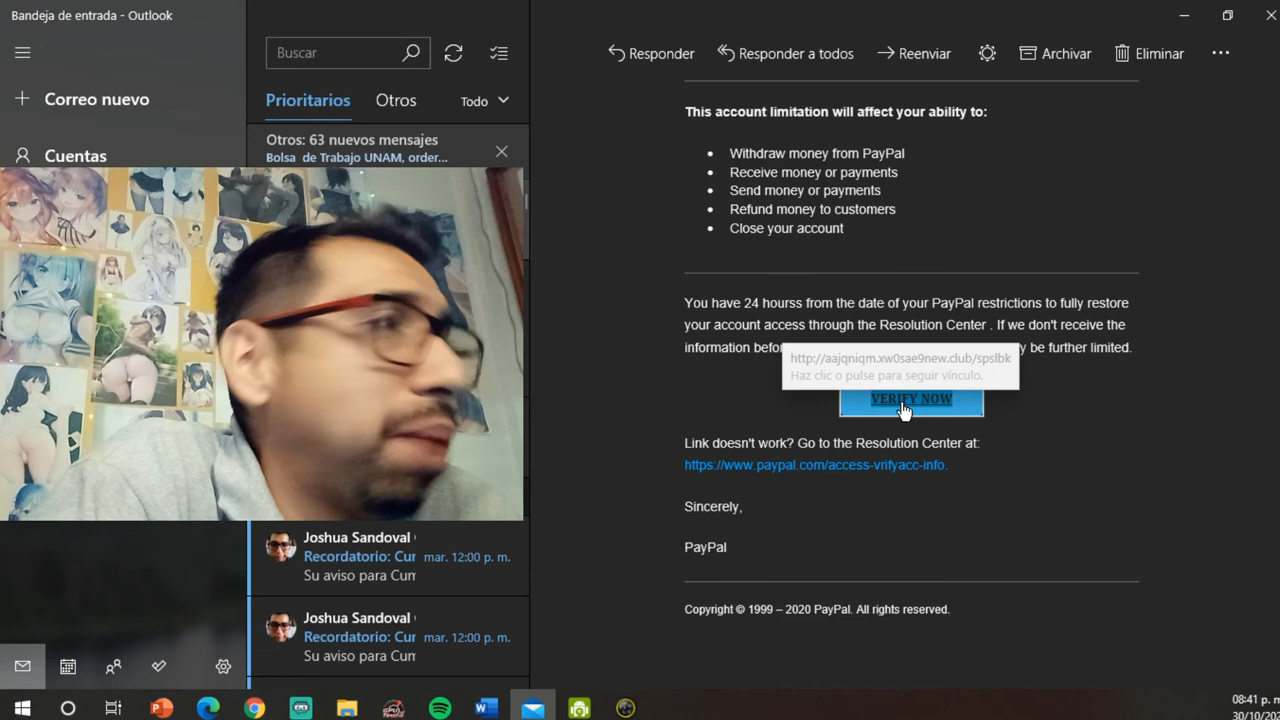 Bandeja de entrada - Outlook
Buscar
Responder
Responder a todos
Reenviar
Archivar
Eliminar
Correo nuevo
Prioritarios
Otros
Todo
Cuentas
Otros: 63 nuevos mensajes
Bolsa de Trabajo UNAM, order...
This account limitation will affect your ability to:
Withdraw money from PayPal
Receive money or payments
Send money or payments
Refund money to customers
Close your account
You have 24 hourss from the date of your PayPal restrictions to fully restore
your account access through the Resolution Center . If we don't receive the
information befor
y be further limited.
http://aajqniqm.xw0sae9new.club/spslbk
Haz clic o pulse para seguir vínculo.
VERIFY NOW
Link doesn't work? Go to the Resolution Center at:
https://www.paypal.com/access-vrifyacc-info.
Sincerely,
PayPal
Copyright © 1999 – 2020 PayPal. All rights reserved.
Joshua Sandoval
Recordatorio: Cur mar. 12:00 p. m.
Su aviso para Cum
Joshua Sandoval
Recordatorio: Cur mar. 12:00 p. m.
Su aviso para Cum
08:41 p. n
30/10/202